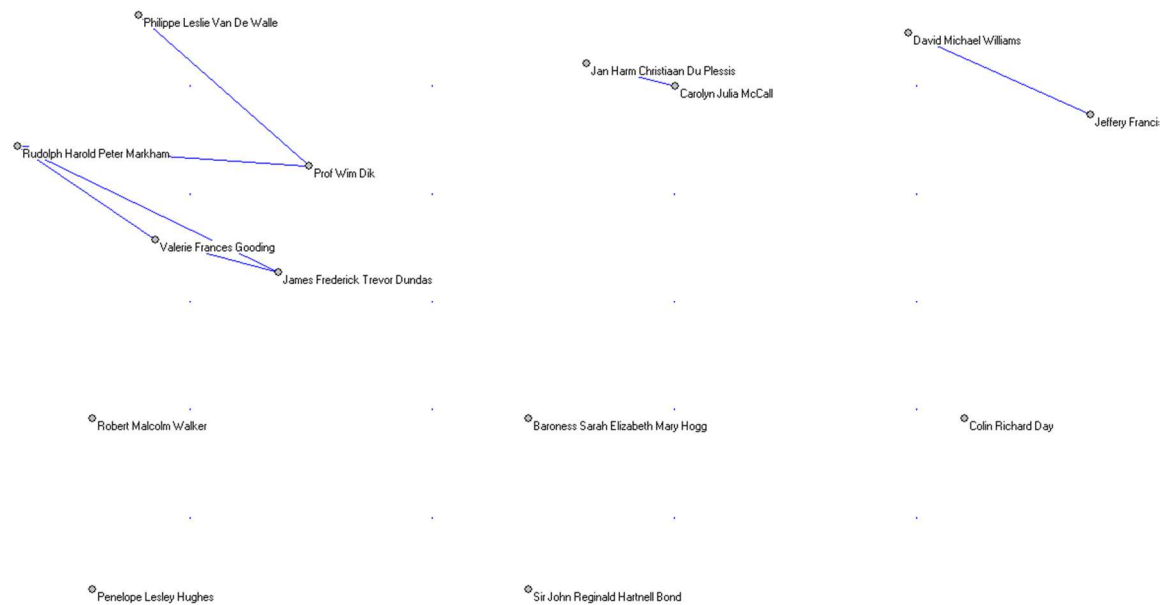 Philippe Leslie Van De Walle
David Michael Williams
Jan Harm Christiaan Du Plessis
Carolyn Julia McCall
Jeffery Franci
Rudolph Harold Peter Markham
Prof Wim Dik
Valerie Frances Gooding
James Frederick Trevor Dundas
Robert Malcolm Walker
Baroness Sarah Elizabeth Mary Hogg
Colin Richard Day
Penelope Lesley Hughes
Sir John Reginald Hartnell Bond